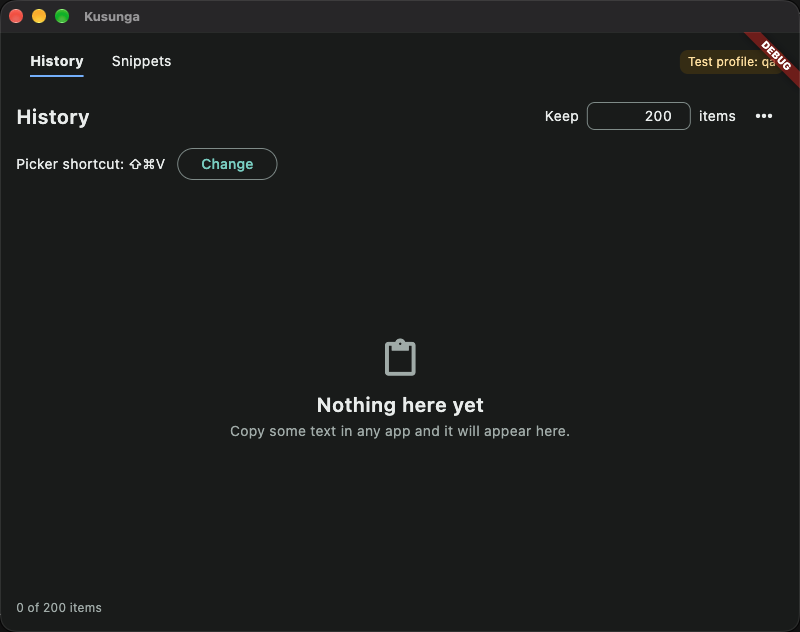 Kusunga
History Snippets Test profile: qa
DEBUG
History Keep 200 items
Picker shortcut: ⇧⌘V Change
Nothing here yet
Copy some text in any app and it will appear here.
0 of 200 items